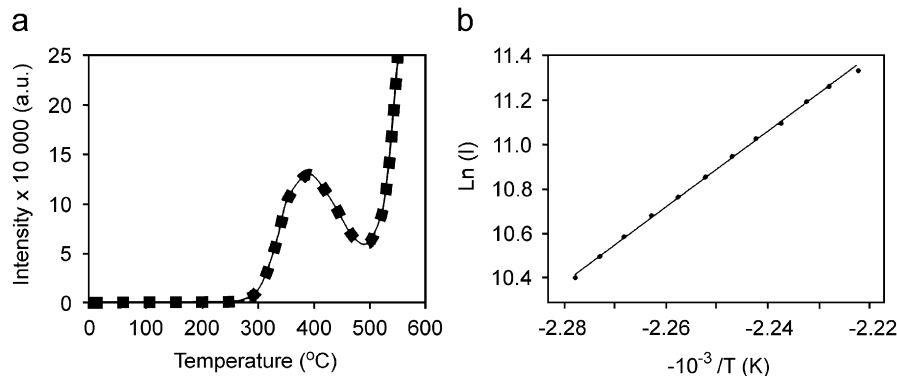 a
25
20
15
10
5
0
Intensity x 10 000 (a.u.)
0 100 200 300 400 500 600
Temperature (°C)
b
11.4
11.2
11.0
10.8
10.6
10.4
Ln (I)
-2.28 -2.26 -2.24 -2.22
-10⁻³ /T (K)